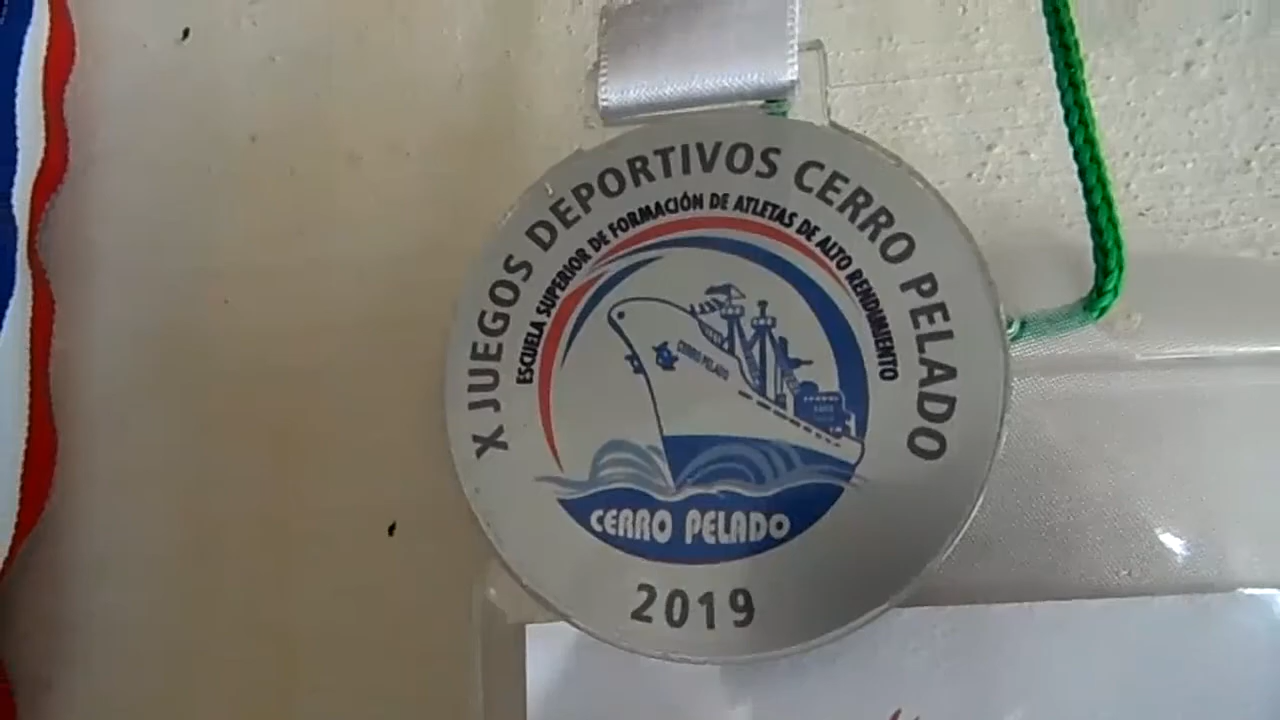 X JUEGOS DEPORTIVOS CERRO PELADO
ESCUELA SUPERIOR DE FORMACIÓN DE ATLETAS DE ALTO RENDIMIENTO
CERRO PELADO
CERRO PELADO
2019